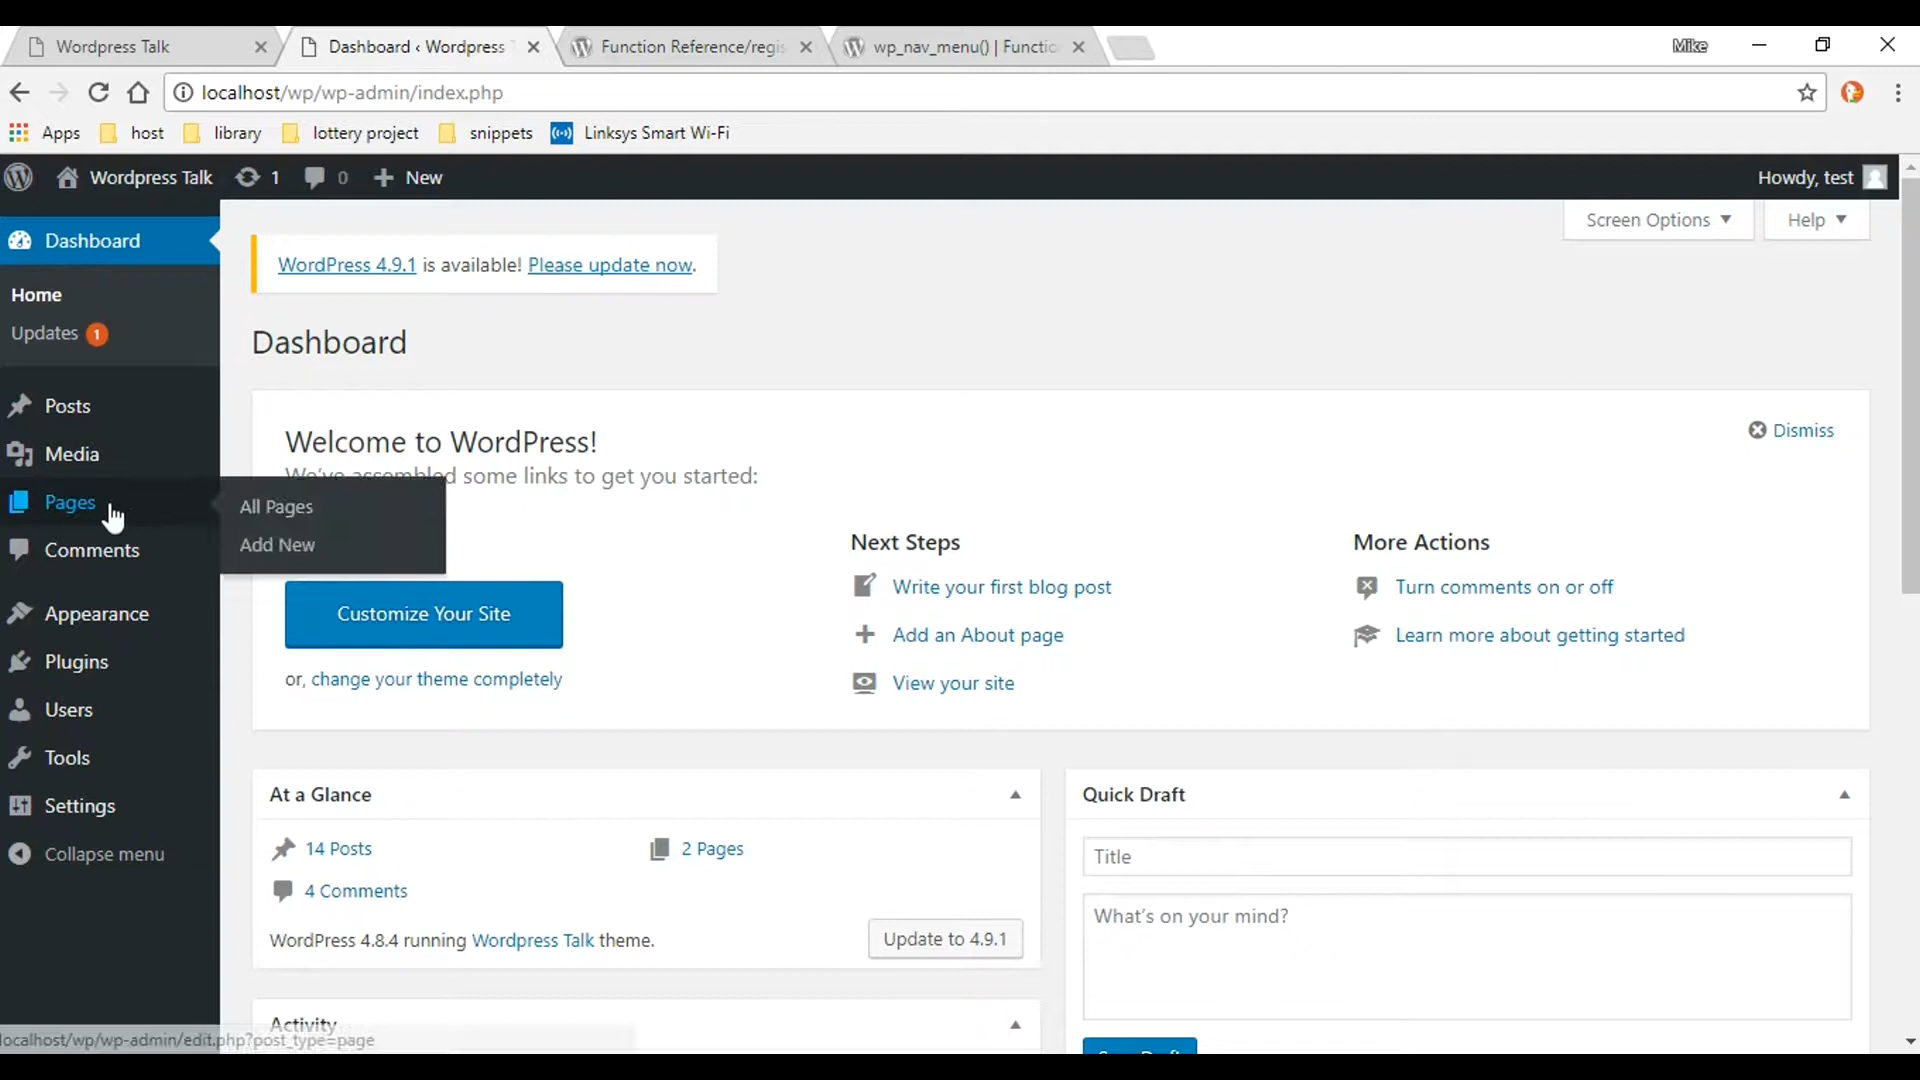 Wordpress Talk
Dashboard ‹ Wordpress
Function Reference/regis
wp_nav_menu() | Functio
Mike
localhost/wp/wp-admin/index.php
Apps host library lottery project snippets Linksys Smart Wi-Fi
Wordpress Talk 1 0 New Howdy, test
Screen Options Help
Dashboard
WordPress 4.9.1 is available! Please update now.
Home
Updates 1
Dashboard
Posts
Media
Pages
Comments
All Pages
Add New
Appearance
Plugins
Users
Tools
Settings
Collapse menu
Welcome to WordPress!
Dismiss
We've assembled some links to get you started:
Customize Your Site
or, change your theme completely
Next Steps
Write your first blog post
Add an About page
View your site
More Actions
Turn comments on or off
Learn more about getting started
At a Glance
14 Posts 2 Pages
4 Comments
WordPress 4.8.4 running Wordpress Talk theme.
Update to 4.9.1
Quick Draft
Title
What's on your mind?
Save Draft
Activity
localhost/wp/wp-admin/edit.php?post_type=page